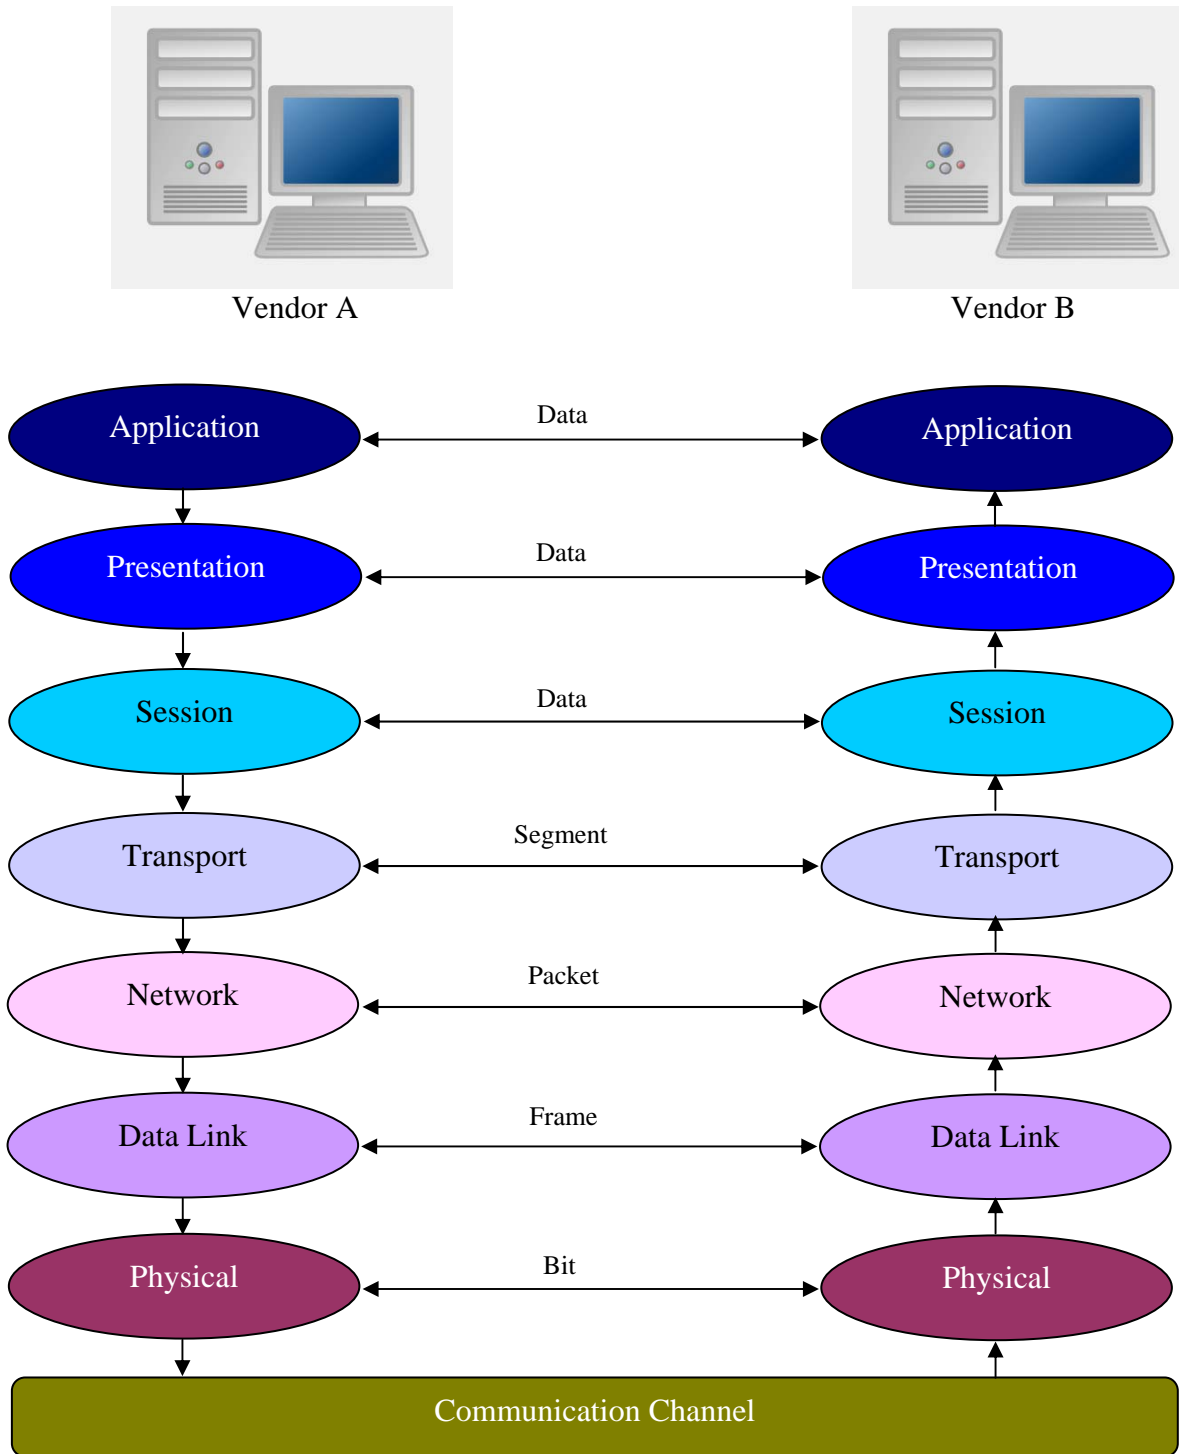 Vendor A
Vendor B
Application
Data
Application
Presentation
Data
Presentation
Session
Data
Session
Transport
Segment
Transport
Network
Packet
Network
Data Link
Frame
Data Link
Physical
Bit
Physical
Communication Channel